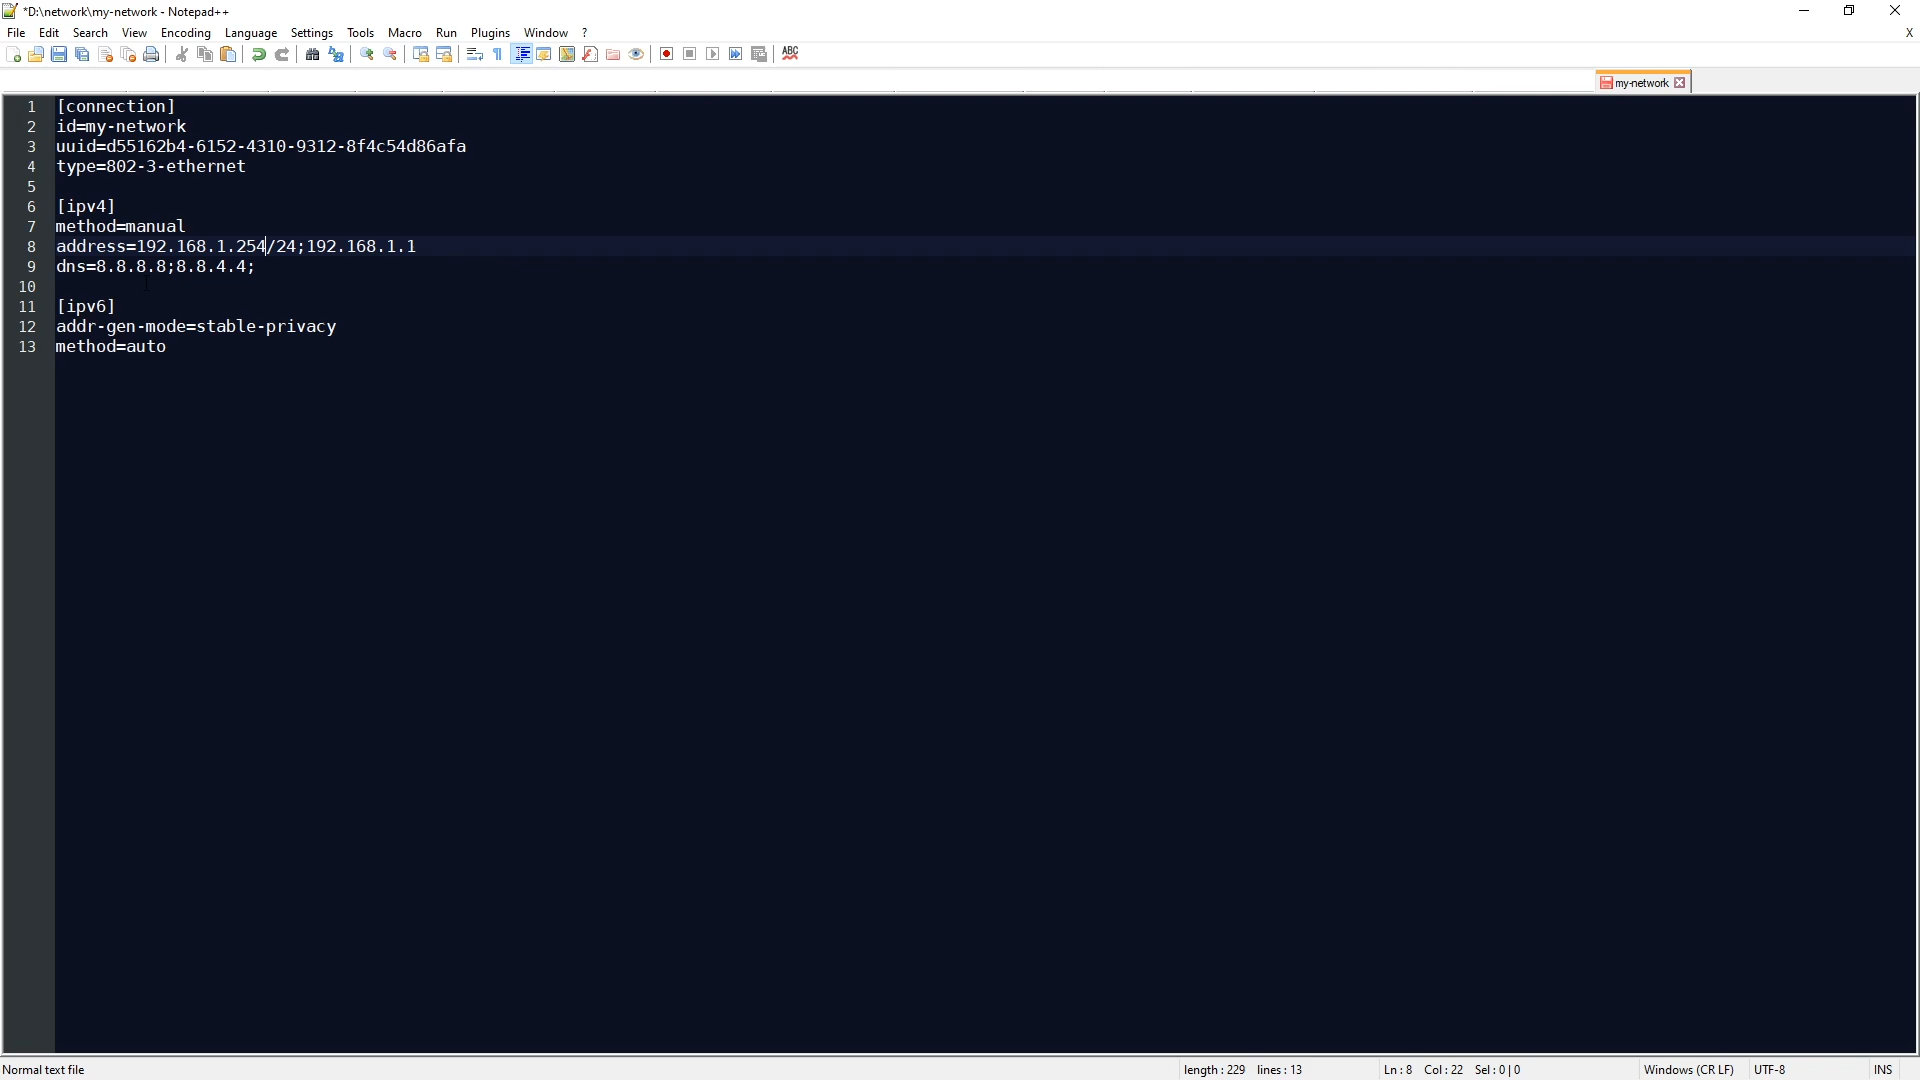 *D:\network\my-network - Notepad++
File Edit Search View Encoding Language Settings Tools Macro Run Plugins Window ? X
ABC
my-network
1 [connection]
2 id=my-network
3 uuid=d55162b4-6152-4310-9312-8f4c54d86afa
4 type=802-3-ethernet
5
6 [ipv4]
7 method=manual
8 address=192.168.1.254/24;192.168.1.1
9 dns=8.8.8.8;8.8.4.4;
10
11 [ipv6]
12 addr-gen-mode=stable-privacy
13 method=auto
Normal text file length : 229 lines : 13 Ln : 8 Col : 22 Sel : 0 | 0 Windows (CR LF) UTF-8 INS